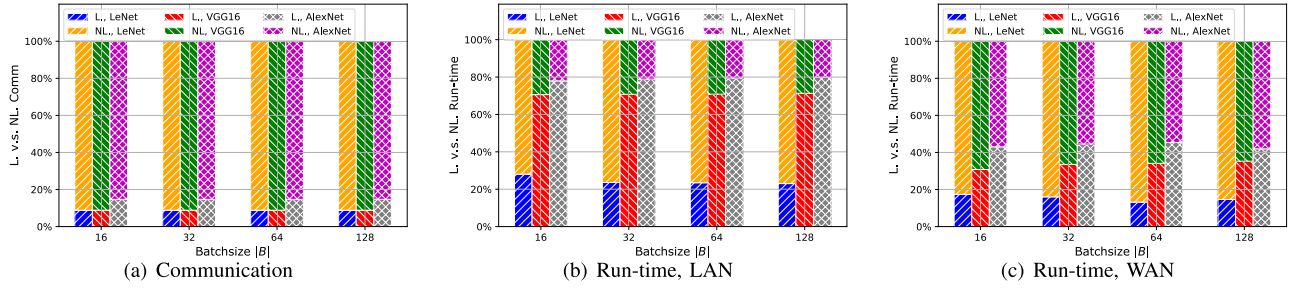 L., LeNet L., VGG16 L., AlexNet
NL., LeNet NL, VGG16 NL., AlexNet
L. v.s. NL. Comm
100%
80%
60%
40%
20%
0%
16 32 64 128
Batchsize |B|
(a) Communication
L., LeNet L., VGG16 L., AlexNet
NL., LeNet NL, VGG16 NL., AlexNet
L. v.s. NL. Run-time
100%
80%
60%
40%
20%
0%
16 32 64 128
Batchsize |B|
(b) Run-time, LAN
L., LeNet L., VGG16 L., AlexNet
NL., LeNet NL, VGG16 NL., AlexNet
L. v.s. NL. Run-time
100%
80%
60%
40%
20%
0%
16 32 64 128
Batchsize |B|
(c) Run-time, WAN